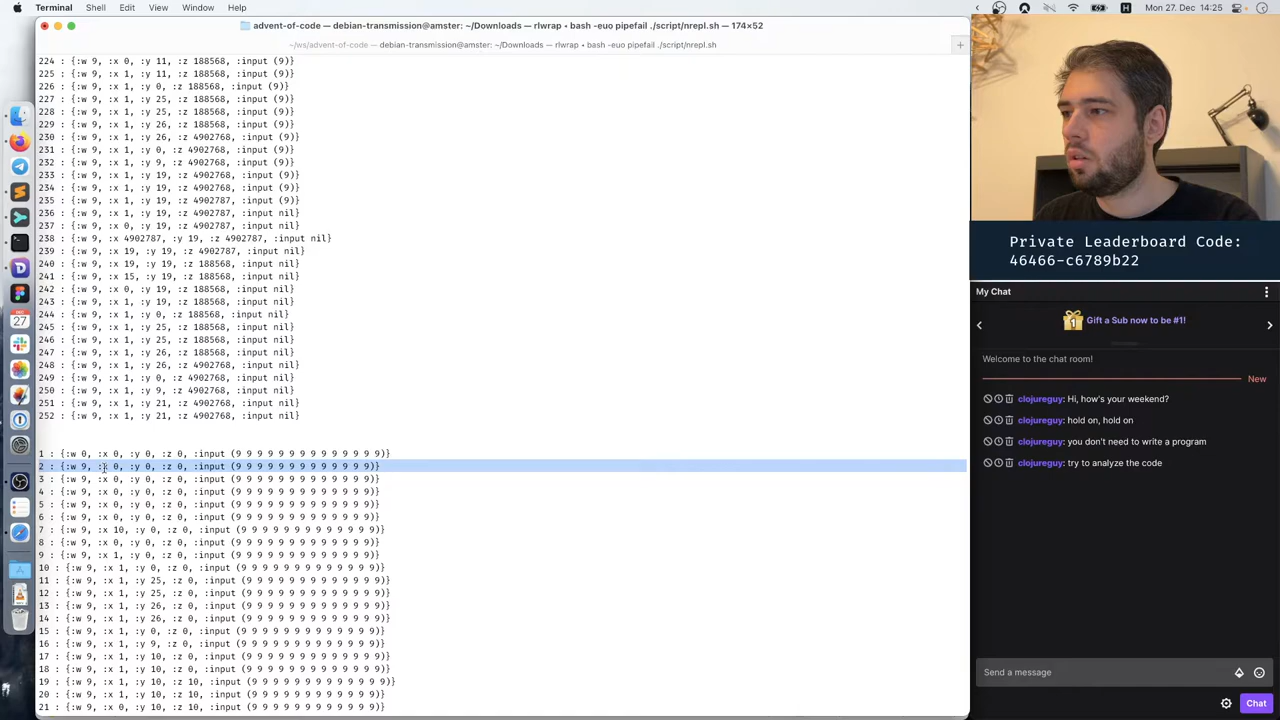 Terminal Shell Edit View Window Help
Mon 27. Dec 14:25
advent-of-code — debian-transmission@amster: ~/Downloads — rlwrap • bash -euo pipefail ./script/nrepl.sh — 174×52
~/ws/advent-of-code — debian-transmission@amster: ~/Downloads — rlwrap • bash -euo pipefail ./script/nrepl.sh
224 : {:w 9, :x 0, :y 11, :z 188568, :input (9)}
225 : {:w 9, :x 1, :y 11, :z 188568, :input (9)}
226 : {:w 9, :x 1, :y 0, :z 188568, :input (9)}
227 : {:w 9, :x 1, :y 25, :z 188568, :input (9)}
228 : {:w 9, :x 1, :y 25, :z 188568, :input (9)}
229 : {:w 9, :x 1, :y 26, :z 188568, :input (9)}
230 : {:w 9, :x 1, :y 26, :z 4902768, :input (9)}
231 : {:w 9, :x 1, :y 0, :z 4902768, :input (9)}
232 : {:w 9, :x 1, :y 9, :z 4902768, :input (9)}
233 : {:w 9, :x 1, :y 19, :z 4902768, :input (9)}
234 : {:w 9, :x 1, :y 19, :z 4902768, :input (9)}
235 : {:w 9, :x 1, :y 19, :z 4902787, :input (9)}
236 : {:w 9, :x 1, :y 19, :z 4902787, :input nil}
237 : {:w 9, :x 0, :y 19, :z 4902787, :input nil}
238 : {:w 9, :x 4902787, :y 19, :z 4902787, :input nil}
239 : {:w 9, :x 19, :y 19, :z 4902787, :input nil}
240 : {:w 9, :x 19, :y 19, :z 188568, :input nil}
241 : {:w 9, :x 15, :y 19, :z 188568, :input nil}
242 : {:w 9, :x 0, :y 19, :z 188568, :input nil}
243 : {:w 9, :x 1, :y 19, :z 188568, :input nil}
244 : {:w 9, :x 1, :y 0, :z 188568, :input nil}
245 : {:w 9, :x 1, :y 25, :z 188568, :input nil}
246 : {:w 9, :x 1, :y 25, :z 188568, :input nil}
247 : {:w 9, :x 1, :y 26, :z 188568, :input nil}
248 : {:w 9, :x 1, :y 26, :z 4902768, :input nil}
249 : {:w 9, :x 1, :y 0, :z 4902768, :input nil}
250 : {:w 9, :x 1, :y 9, :z 4902768, :input nil}
251 : {:w 9, :x 1, :y 21, :z 4902768, :input nil}
252 : {:w 9, :x 1, :y 21, :z 4902768, :input nil}
1 : {:w 0, :x 0, :y 0, :z 0, :input (9 9 9 9 9 9 9 9 9 9 9 9 9 9)}
2 : {:w 9, :x 0, :y 0, :z 0, :input (9 9 9 9 9 9 9 9 9 9 9 9 9)}
3 : {:w 9, :x 0, :y 0, :z 0, :input (9 9 9 9 9 9 9 9 9 9 9 9 9)}
4 : {:w 9, :x 0, :y 0, :z 0, :input (9 9 9 9 9 9 9 9 9 9 9 9 9)}
5 : {:w 9, :x 0, :y 0, :z 0, :input (9 9 9 9 9 9 9 9 9 9 9 9 9)}
6 : {:w 9, :x 0, :y 0, :z 0, :input (9 9 9 9 9 9 9 9 9 9 9 9 9)}
7 : {:w 9, :x 10, :y 0, :z 0, :input (9 9 9 9 9 9 9 9 9 9 9 9 9)}
8 : {:w 9, :x 0, :y 0, :z 0, :input (9 9 9 9 9 9 9 9 9 9 9 9 9)}
9 : {:w 9, :x 1, :y 0, :z 0, :input (9 9 9 9 9 9 9 9 9 9 9 9 9)}
10 : {:w 9, :x 1, :y 0, :z 0, :input (9 9 9 9 9 9 9 9 9 9 9 9 9)}
11 : {:w 9, :x 1, :y 25, :z 0, :input (9 9 9 9 9 9 9 9 9 9 9 9 9)}
12 : {:w 9, :x 1, :y 25, :z 0, :input (9 9 9 9 9 9 9 9 9 9 9 9 9)}
13 : {:w 9, :x 1, :y 26, :z 0, :input (9 9 9 9 9 9 9 9 9 9 9 9 9)}
14 : {:w 9, :x 1, :y 26, :z 0, :input (9 9 9 9 9 9 9 9 9 9 9 9 9)}
15 : {:w 9, :x 1, :y 0, :z 0, :input (9 9 9 9 9 9 9 9 9 9 9 9 9)}
16 : {:w 9, :x 1, :y 9, :z 0, :input (9 9 9 9 9 9 9 9 9 9 9 9 9)}
17 : {:w 9, :x 1, :y 10, :z 0, :input (9 9 9 9 9 9 9 9 9 9 9 9 9)}
18 : {:w 9, :x 1, :y 10, :z 0, :input (9 9 9 9 9 9 9 9 9 9 9 9 9)}
19 : {:w 9, :x 1, :y 10, :z 10, :input (9 9 9 9 9 9 9 9 9 9 9 9 9)}
20 : {:w 9, :x 1, :y 10, :z 10, :input (9 9 9 9 9 9 9 9 9 9 9 9)}
21 : {:w 9, :x 0, :y 10, :z 10, :input (9 9 9 9 9 9 9 9 9 9 9 9)}
Private Leaderboard Code:
46466-c6789b22
My Chat
Gift a Sub now to be #1!
Welcome to the chat room!
New
clojureguy: Hi, how's your weekend?
clojureguy: hold on, hold on
clojureguy: you don't need to write a program
clojureguy: try to analyze the code
Send a message
Chat